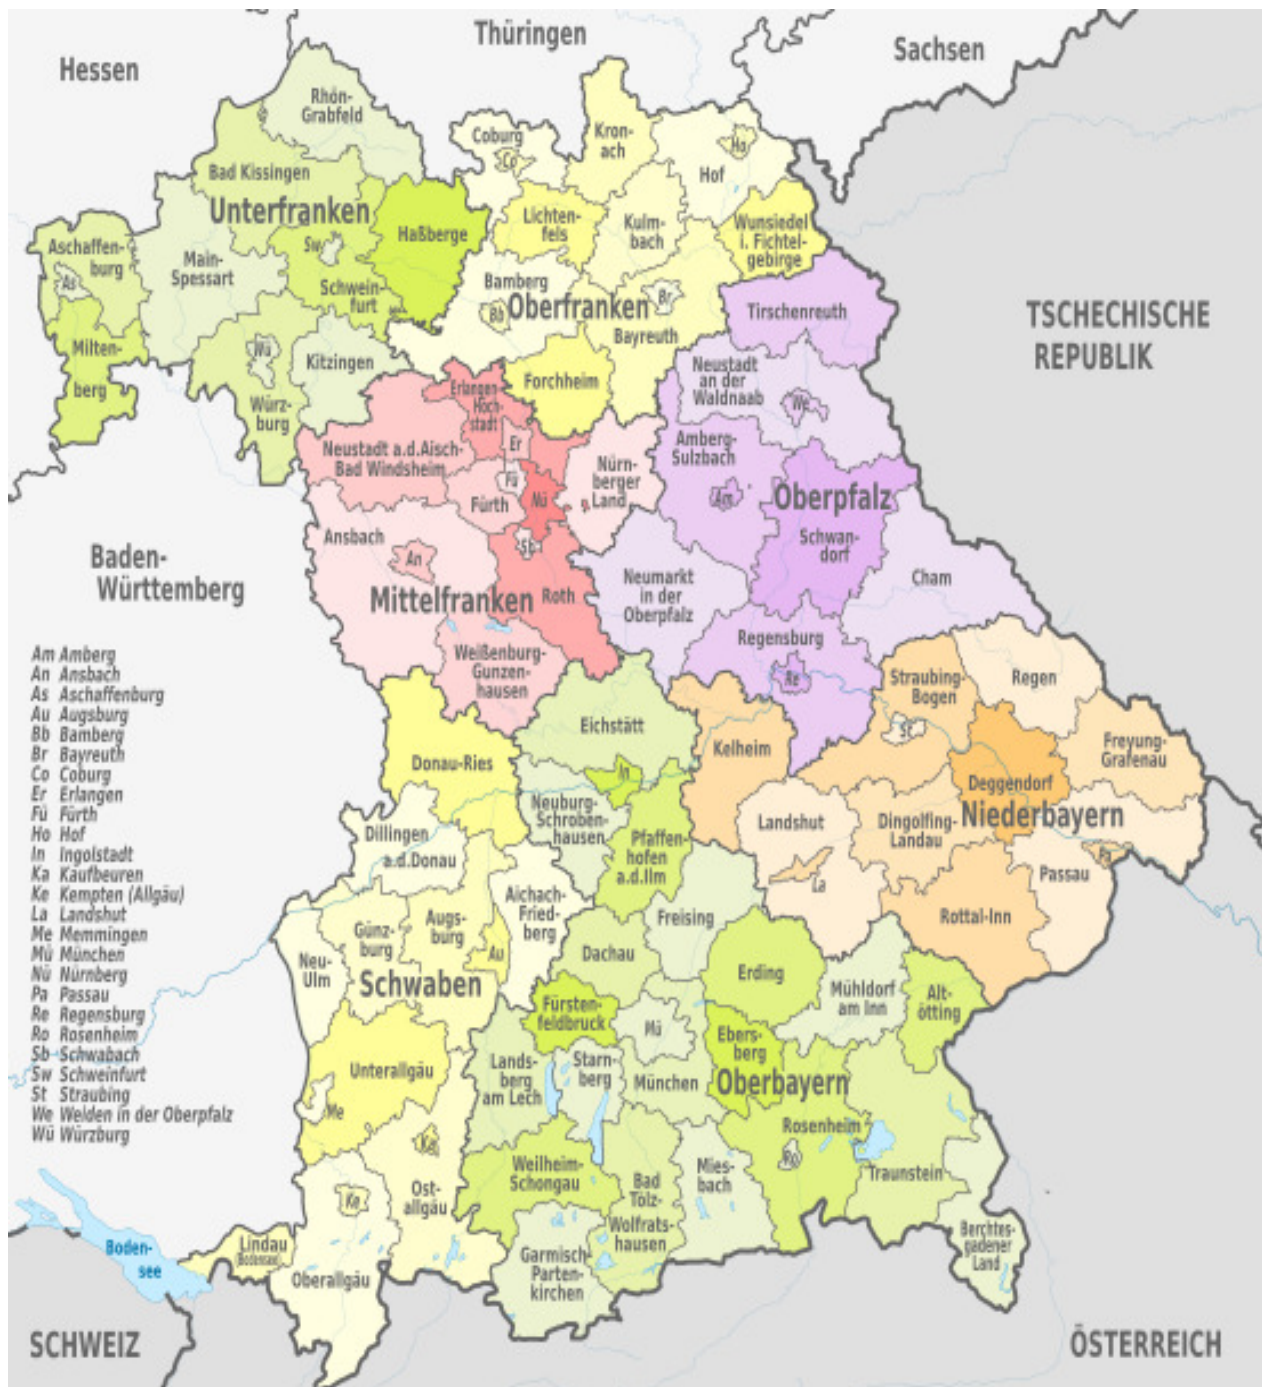 Thüringen
Sachsen
Hessen
Rhön-
Grabfeld
Coburg
Co
Kron-
ach
Ho
Hof
Bad Kissingen
Unterfranken
Haßberge
Lichten-
fels
Kulm-
bach
Wunsiedel
i. Fichtel-
gebirge
Aschaffen-
burg
As
Main-
Spessart
Sw
Schwein-
furt
Bamberg
Oberfranken
Bb
Br
Bayreuth
Tirschenreuth
TSCHECHISCHE
REPUBLIK
Milten-
berg
Wü
Kitzingen
Würz-
burg
Forchheim
Erlangen-
Höch-
stadt
Er
Neustadt
an der
Waldnaab
We
Neustadt a.d.Aisch-
Bad Windsheim
Fü
Fürth
Nü
Nürn-
berger
Land
Amberg-
Sulzbach
Am
Oberpfalz
Schwan-
dorf
Ansbach
An
Sb
Mittelfranken
Roth
Neumarkt
in der
Oberpfalz
Cham
Baden-
Württemberg
Weißenburg-
Gunzen-
hausen
Regensburg
Re
Straubing-
Bogen
St
Regen
Am Amberg
An Ansbach
As Aschaffenburg
Au Augsburg
Bb Bamberg
Br Bayreuth
Co Coburg
Er Erlangen
Fü Fürth
Ho Hof
In Ingolstadt
Ka Kaufbeuren
Ke Kempten (Allgäu)
La Landshut
Me Memmingen
Mü München
Nü Nürnberg
Pa Passau
Re Regensburg
Ro Rosenheim
Sb Schwabach
Sw Schweinfurt
St Straubing
We Weiden in der Oberpfalz
Wü Würzburg
Eichstätt
In
Kelheim
Freyung-
Grafenau
Donau-Ries
Neuburg-
Schroben-
hausen
Deggendorf
Niederbayern
Dillingen
a.d.Donau
Pfaffen-
hofen
a.d.Ilm
Landshut
La
Dingolfing-
Landau
Passau
Pa
Rottal-Inn
Aichach-
Fried-
berg
Freising
Günz-
burg
Augs-
burg
Au
Neu-
Ulm
Schwaben
Dachau
Erding
Mühldorf
am Inn
Alt-
ötting
Fürsten-
feldbruck
Mü
Ebers-
berg
Oberbayern
Unterallgäu
Me
Lands-
berg
am Lech
Starn-
berg
München
Rosenheim
Ro
Ka
Traunstein
Weilheim-
Schongau
Bad
Tölz-
Wolfrats-
hausen
Mies-
bach
Ost-
allgäu
Ke
Berchtes-
gadener
Land
Boden-
see
Lindau
(Bodensee)
Oberallgäu
Garmisch-
Parten-
kirchen
SCHWEIZ
ÖSTERREICH